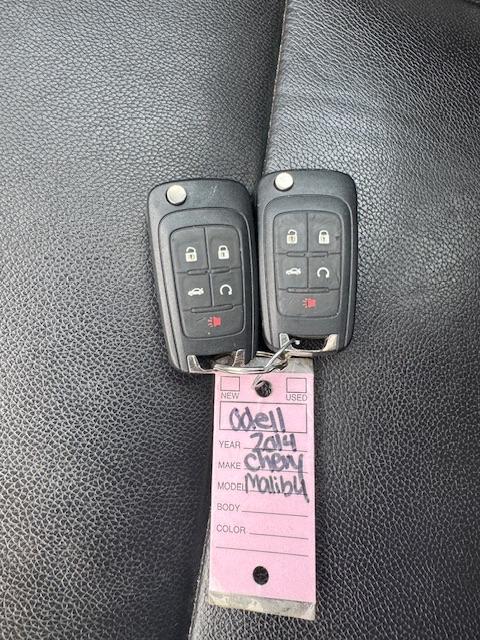 NEW USED
Odell
YEAR 2014
MAKE Chevy
MODEL Malibu
BODY
COLOR